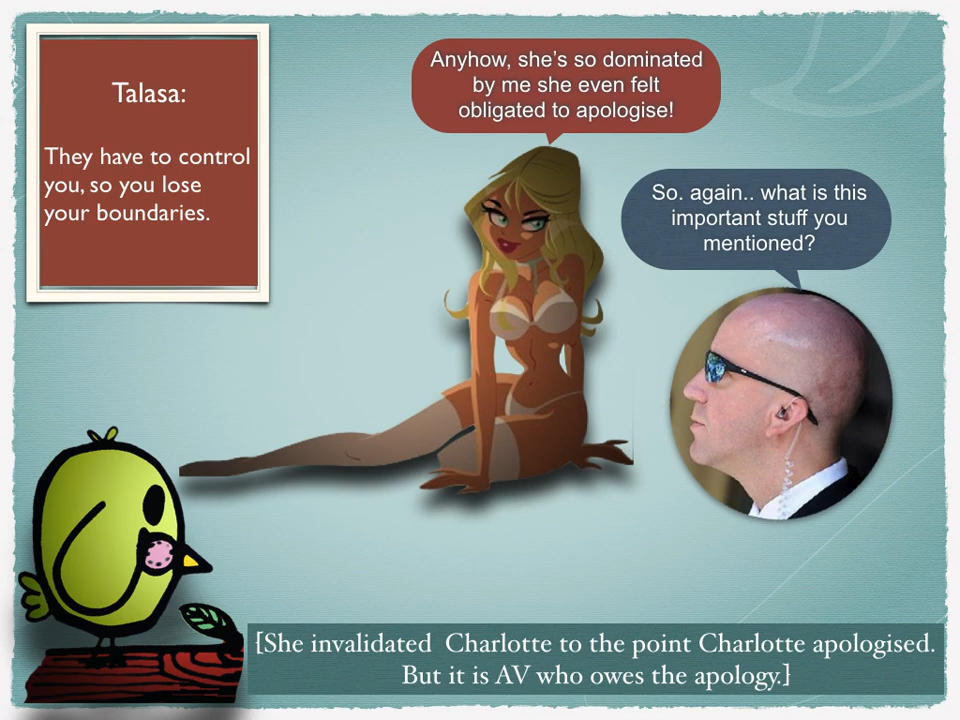 Talasa:
They have to control
you, so you lose
your boundaries.
Anyhow, she's so dominated
by me she even felt
obligated to apologise!
So. again.. what is this
important stuff you
mentioned?
[She invalidated Charlotte to the point Charlotte apologised.
But it is AV who owes the apology.]